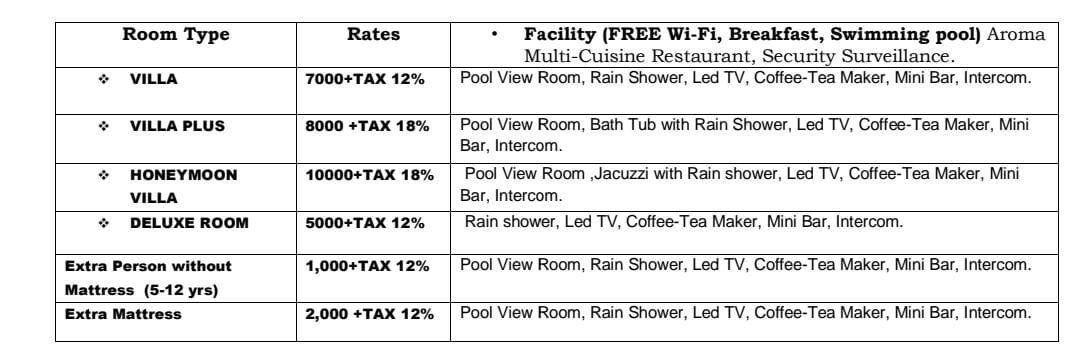 Room Type Rates • Facility (FREE Wi-Fi, Breakfast, Swimming pool) Aroma
Multi-Cuisine Restaurant, Security Surveillance.
❖ VILLA 7000+TAX 12% Pool View Room, Rain Shower, Led TV, Coffee-Tea Maker, Mini Bar, Intercom.
❖ VILLA PLUS 8000 +TAX 18% Pool View Room, Bath Tub with Rain Shower, Led TV, Coffee-Tea Maker, Mini
Bar, Intercom.
❖ HONEYMOON 10000+TAX 18% Pool View Room ,Jacuzzi with Rain shower, Led TV, Coffee-Tea Maker, Mini
VILLA Bar, Intercom.
❖ DELUXE ROOM 5000+TAX 12% Rain shower, Led TV, Coffee-Tea Maker, Mini Bar, Intercom.
Extra Person without 1,000+TAX 12% Pool View Room, Rain Shower, Led TV, Coffee-Tea Maker, Mini Bar, Intercom.
Mattress (5-12 yrs)
Extra Mattress 2,000 +TAX 12% Pool View Room, Rain Shower, Led TV, Coffee-Tea Maker, Mini Bar, Intercom.